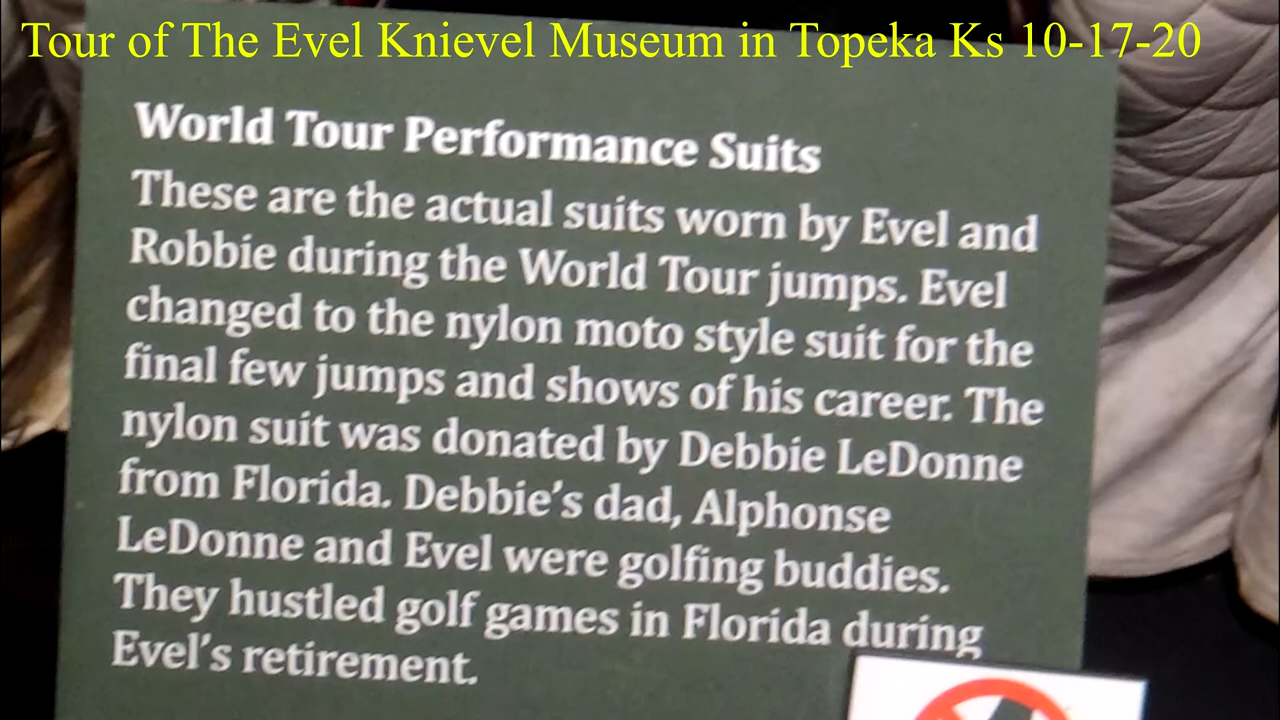 Tour of The Evel Knievel Museum in Topeka Ks 10-17-20
World Tour Performance Suits
These are the actual suits worn by Evel and
Robbie during the World Tour jumps. Evel
changed to the nylon moto style suit for the
final few jumps and shows of his career. The
nylon suit was donated by Debbie LeDonne
from Florida. Debbie's dad, Alphonse
LeDonne and Evel were golfing buddies.
They hustled golf games in Florida during
Evel's retirement.